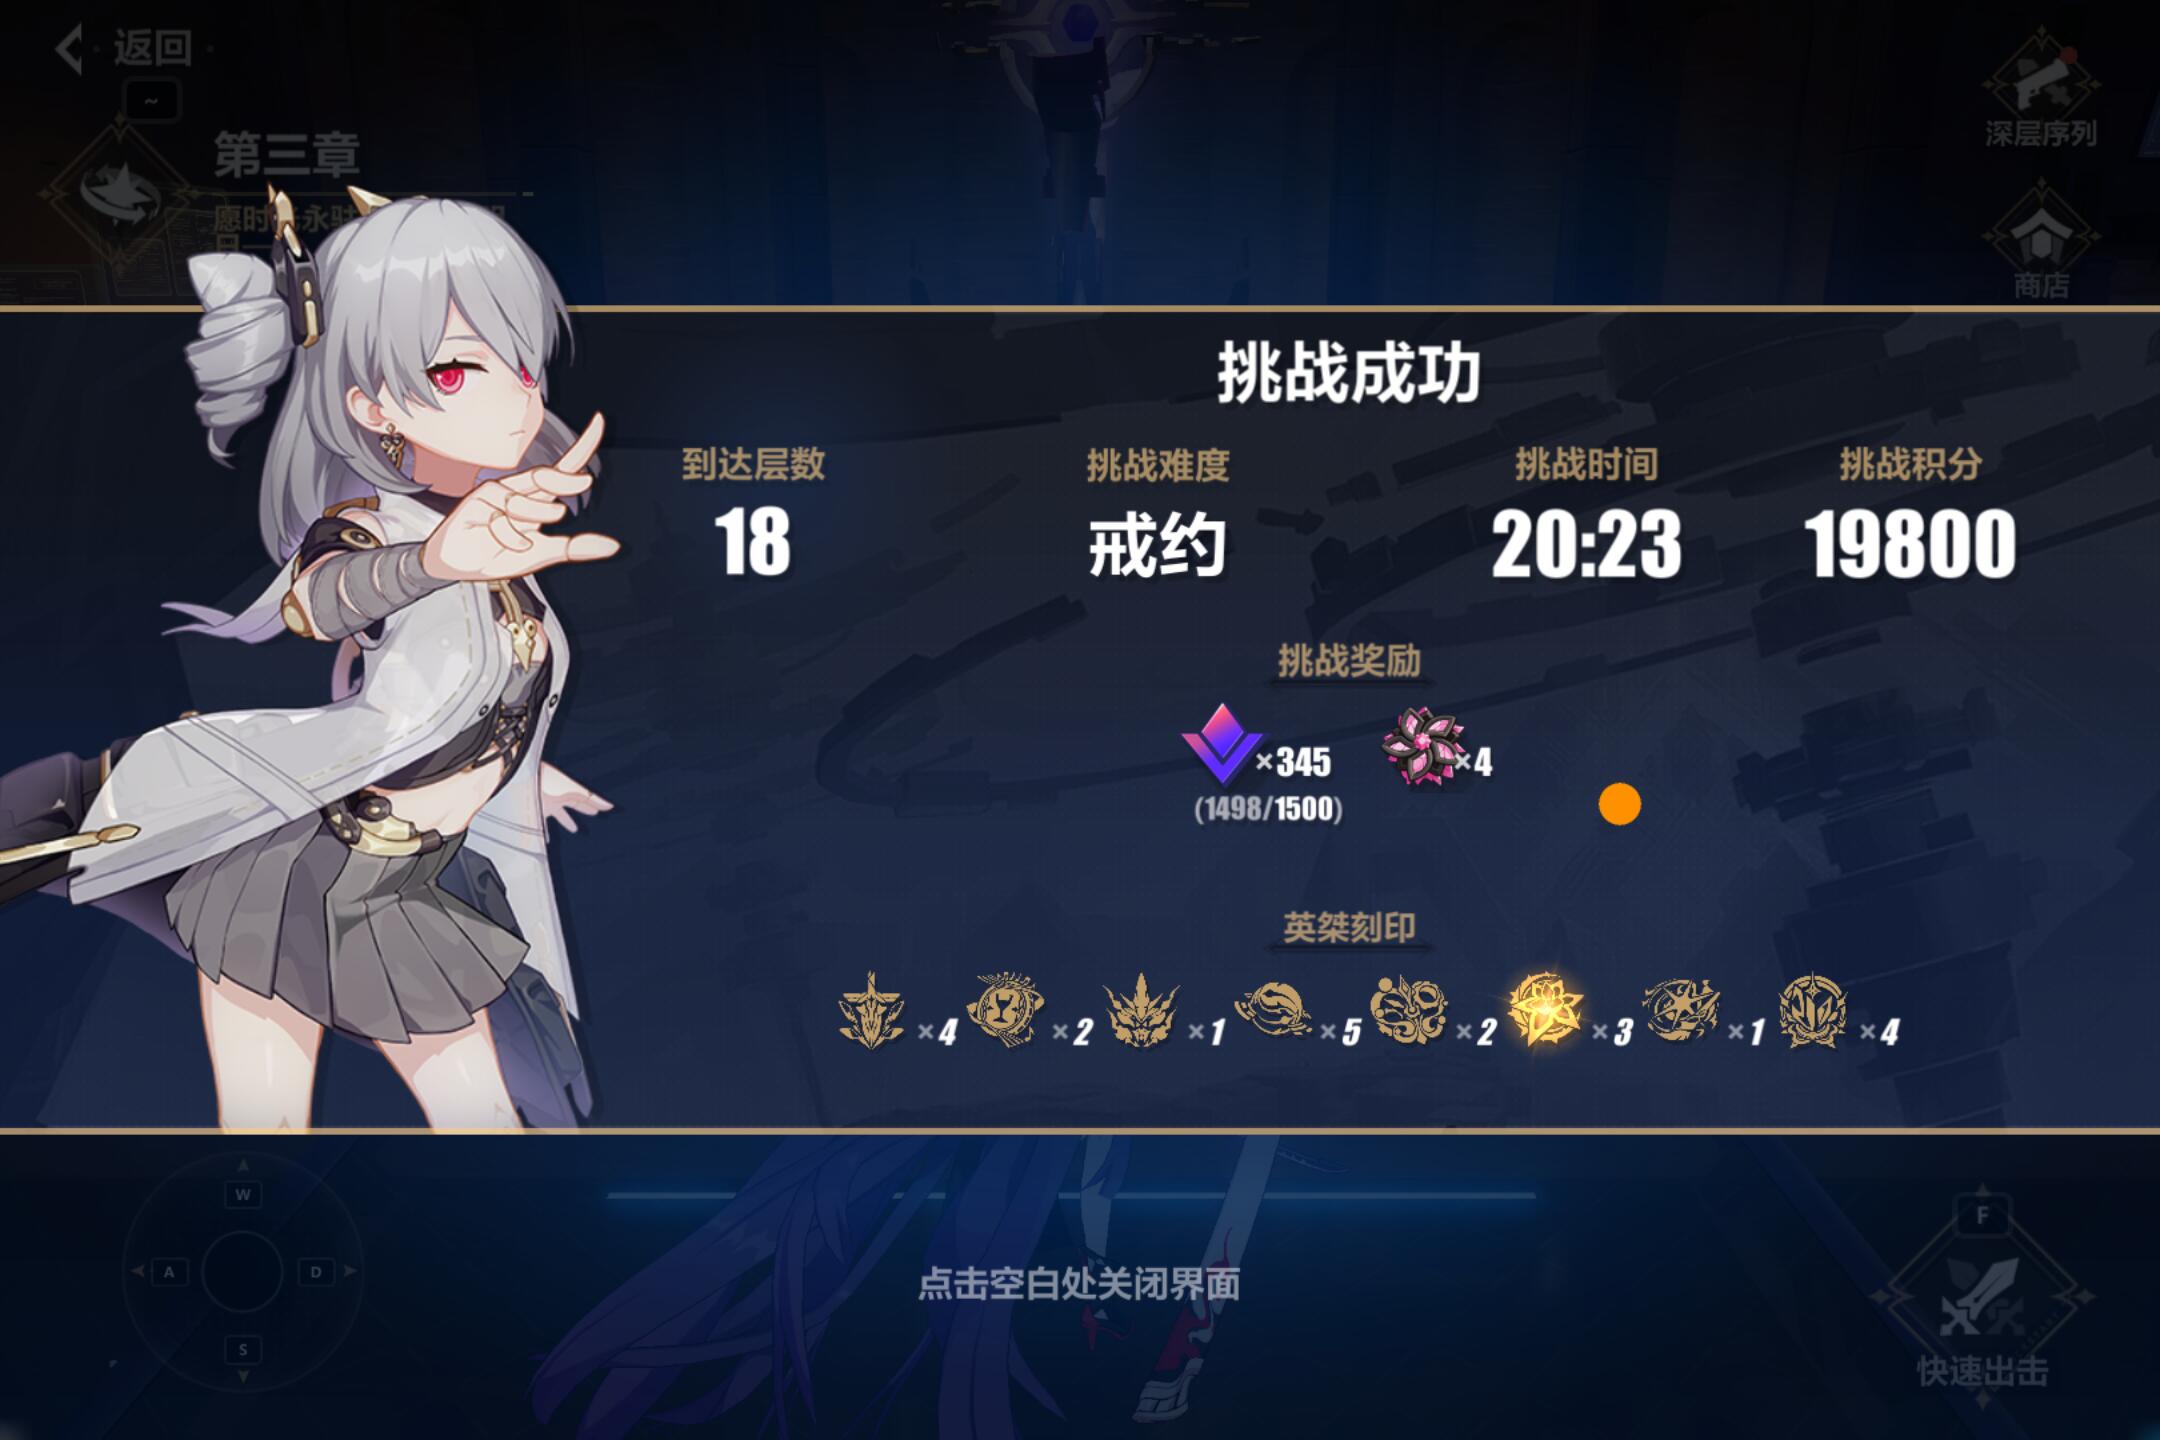 返回
~
第三章
深层序列
商店
挑战成功
到达层数
挑战难度
挑战时间
挑战积分
18
戒约
20:23
19800
挑战奖励
×345
×4
(1498/1500)
英桀刻印
×4
×2
×1
×5
×2
×3
×1
×4
W
A
D
S
F
点击空白处关闭界面
快速出击